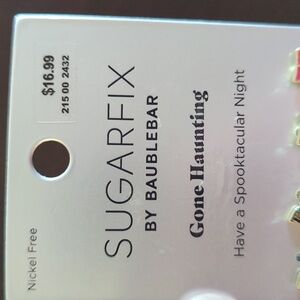 $16.99
215 00 2432
SUGARFIX
BY BAUBLEBAR
Gone Haunting
Have a Spooktacular Night
Nickel Free